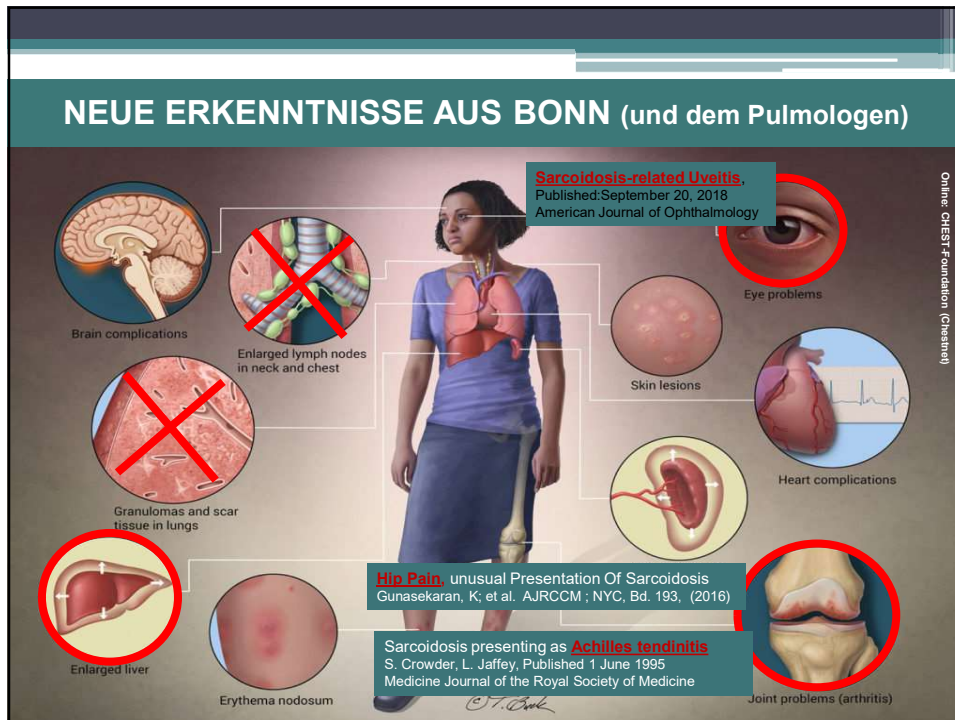 NEUE ERKENNTNISSE AUS BONN (und dem Pulmologen)
Sarcoidosis-related Uveitis,
Published:September 20, 2018
American Journal of Ophthalmology
Online: CHEST-Foundation (Chestnet)
Brain complications
Enlarged lymph nodes
in neck and chest
Eye problems
Skin lesions
Granulomas and scar
tissue in lungs
Heart complications
Hip Pain, unusual Presentation Of Sarcoidosis
Gunasekaran, K; et al. AJRCCM ; NYC, Bd. 193, (2016)
Sarcoidosis presenting as Achilles tendinitis
S. Crowder, L. Jaffey, Published 1 June 1995
Medicine Journal of the Royal Society of Medicine
Enlarged liver
Erythema nodosum
Joint problems (arthritis)